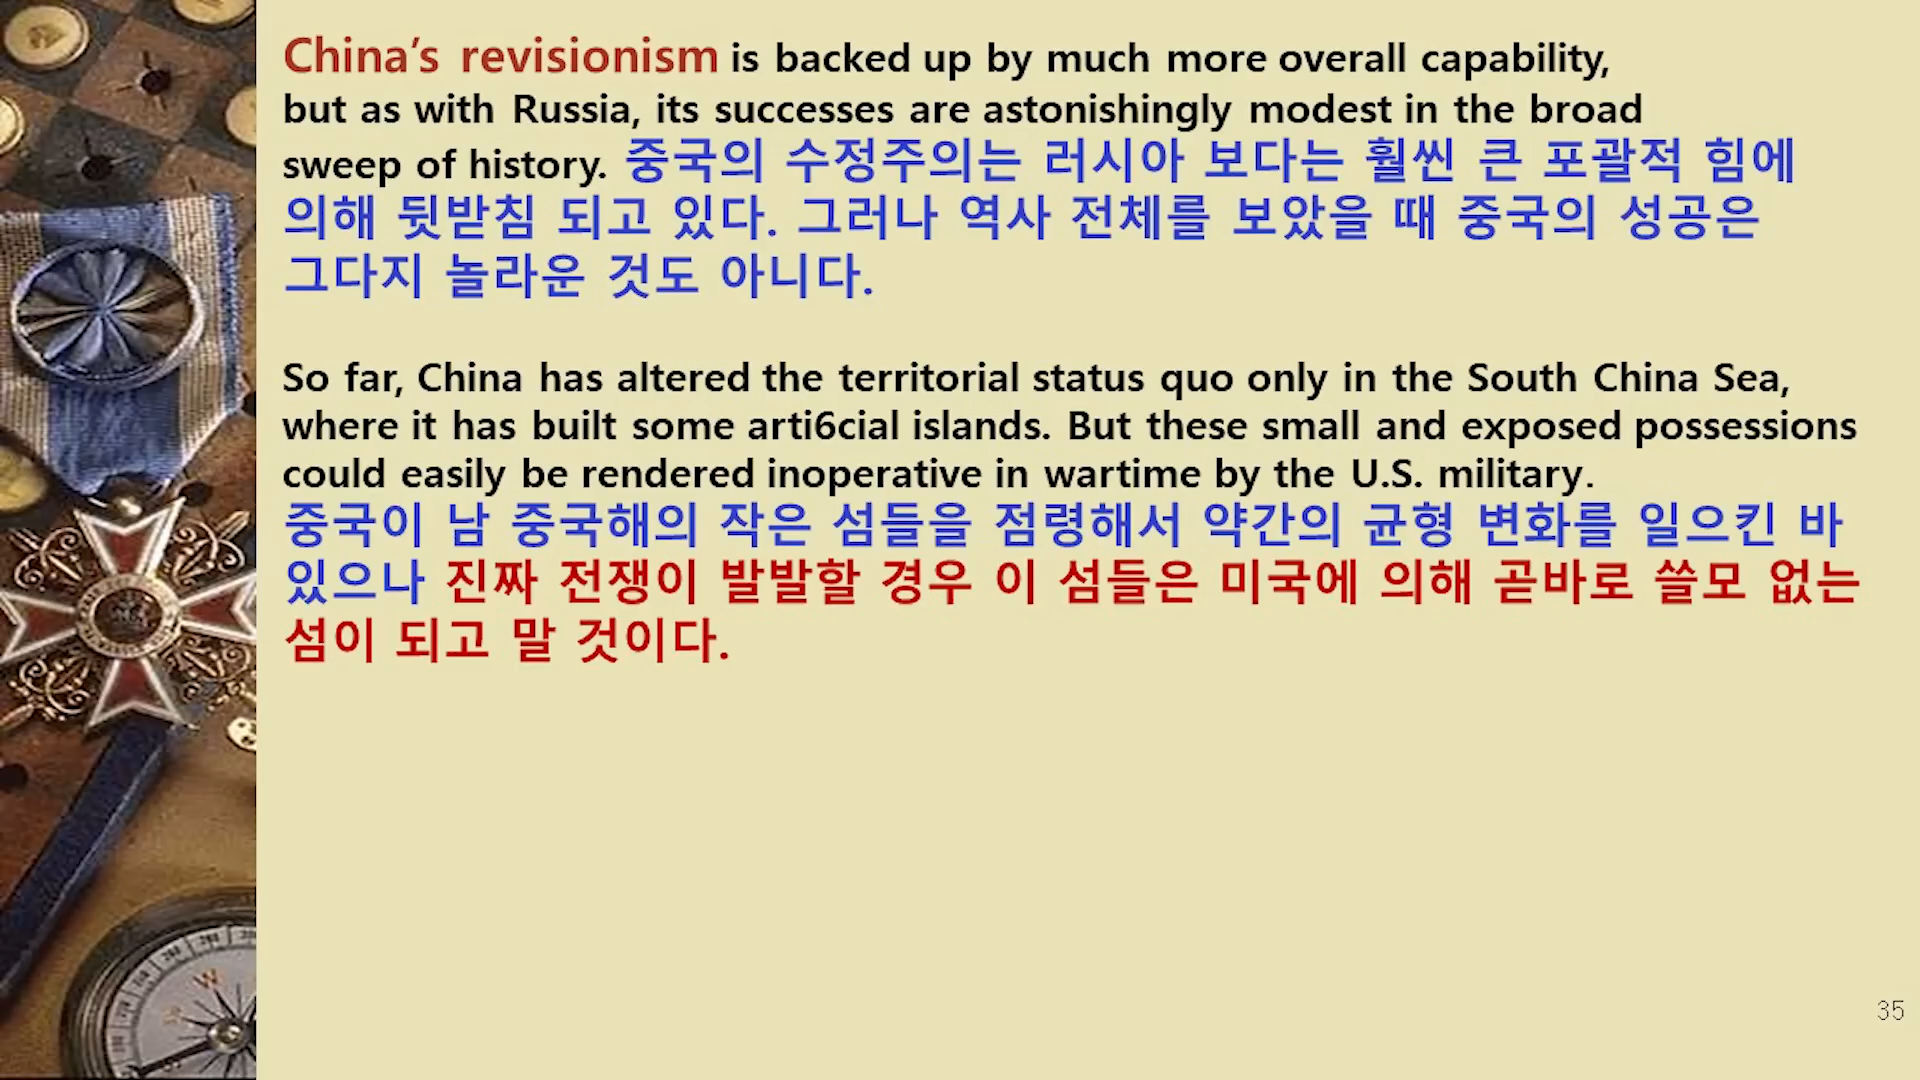 China's revisionism is backed up by much more overall capability,
but as with Russia, its successes are astonishingly modest in the broad
sweep of history. 중국의 수정주의는 러시아 보다는 훨씬 큰 포괄적 힘에
의해 뒷받침 되고 있다. 그러나 역사 전체를 보았을 때 중국의 성공은
그다지 놀라운 것도 아니다.
So far, China has altered the territorial status quo only in the South China Sea,
where it has built some arti6cial islands. But these small and exposed possessions
could easily be rendered inoperative in wartime by the U.S. military.
중국이 남 중국해의 작은 섬들을 점령해서 약간의 균형 변화를 일으킨 바
있으나 진짜 전쟁이 발발할 경우 이 섬들은 미국에 의해 곧바로 쓸모 없는
섬이 되고 말 것이다.
35